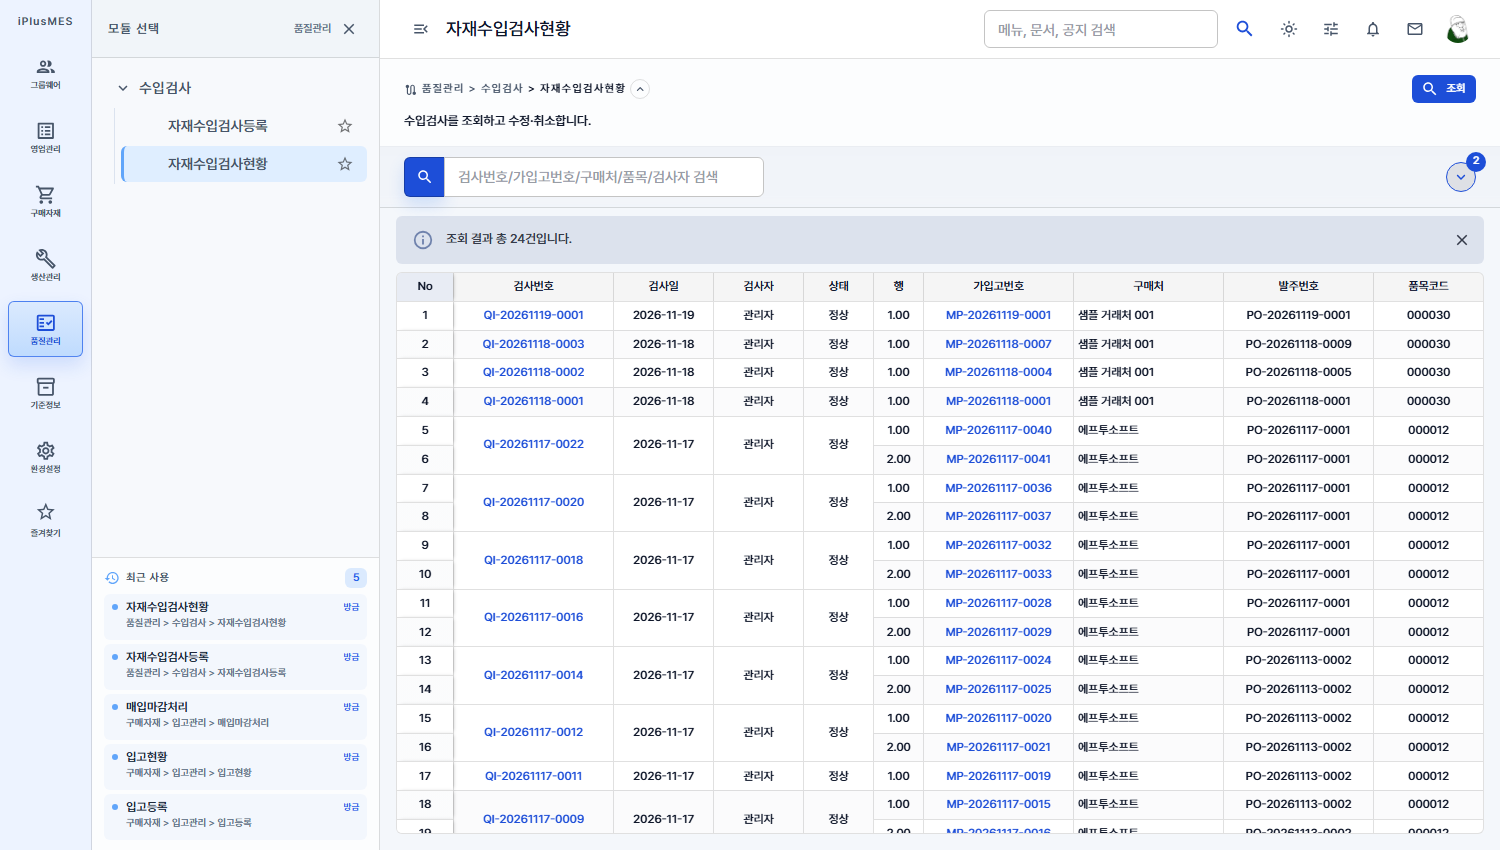 iPlusMES
그룹웨어
영업관리
구매자재
생산관리
품질관리
기준정보
환경설정
즐겨찾기
모듈 선택
품질관리
수입검사
자재수입검사등록
자재수입검사현황
최근 사용
5
자재수입검사현황 방금
품질관리 > 수입검사 > 자재수입검사현황
자재수입검사등록 방금
품질관리 > 수입검사 > 자재수입검사등록
매입마감처리 방금
구매자재 > 입고관리 > 매입마감처리
입고현황 방금
구매자재 > 입고관리 > 입고현황
입고등록 방금
구매자재 > 입고관리 > 입고등록
자재수입검사현황
메뉴, 문서, 공지 검색
품질관리 > 수입검사 > 자재수입검사현황
조회
수입검사를 조회하고 수정·취소합니다.
검사번호/가입고번호/구매처/품목/검사자 검색
2
조회 결과 총 24건입니다.
No 검사번호 검사일 검사자 상태 행 가입고번호 구매처 발주번호 품목코드
1 QI-20261119-0001 2026-11-19 관리자 정상 1.00 MP-20261119-0001 샘플 거래처 001 PO-20261119-0001 000030
2 QI-20261118-0003 2026-11-18 관리자 정상 1.00 MP-20261118-0007 샘플 거래처 001 PO-20261118-0009 000030
3 QI-20261118-0002 2026-11-18 관리자 정상 1.00 MP-20261118-0004 샘플 거래처 001 PO-20261118-0005 000030
4 QI-20261118-0001 2026-11-18 관리자 정상 1.00 MP-20261118-0001 샘플 거래처 001 PO-20261118-0001 000030
5 QI-20261117-0022 2026-11-17 관리자 정상 1.00 MP-20261117-0040 에프투소프트 PO-20261117-0001 000012
6 2.00 MP-20261117-0041 에프투소프트 PO-20261117-0001 000012
7 QI-20261117-0020 2026-11-17 관리자 정상 1.00 MP-20261117-0036 에프투소프트 PO-20261117-0001 000012
8 2.00 MP-20261117-0037 에프투소프트 PO-20261117-0001 000012
9 QI-20261117-0018 2026-11-17 관리자 정상 1.00 MP-20261117-0032 에프투소프트 PO-20261117-0001 000012
10 2.00 MP-20261117-0033 에프투소프트 PO-20261117-0001 000012
11 QI-20261117-0016 2026-11-17 관리자 정상 1.00 MP-20261117-0028 에프투소프트 PO-20261117-0001 000012
12 2.00 MP-20261117-0029 에프투소프트 PO-20261117-0001 000012
13 QI-20261117-0014 2026-11-17 관리자 정상 1.00 MP-20261117-0024 에프투소프트 PO-20261113-0002 000012
14 2.00 MP-20261117-0025 에프투소프트 PO-20261113-0002 000012
15 QI-20261117-0012 2026-11-17 관리자 정상 1.00 MP-20261117-0020 에프투소프트 PO-20261113-0002 000012
16 2.00 MP-20261117-0021 에프투소프트 PO-20261113-0002 000012
17 QI-20261117-0011 2026-11-17 관리자 정상 1.00 MP-20261117-0019 에프투소프트 PO-20261113-0002 000012
18 QI-20261117-0009 2026-11-17 관리자 정상 1.00 MP-20261117-0015 에프투소프트 PO-20261113-0002 000012
19 2.00 MP-20261117-0016 에프투소프트 PO-20261113-0002 000012